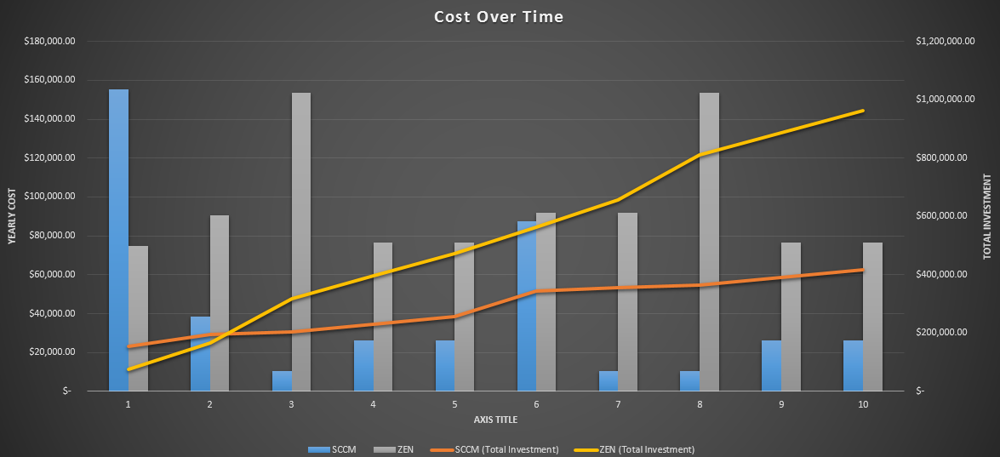 Cost Over Time
$180,000.00
$160,000.00
$140,000.00
$120,000.00
$100,000.00
$80,000.00
$60,000.00
$40,000.00
$20,000.00
$-
YEARLY COST
$1,200,000.00
$1,000,000.00
$800,000.00
$600,000.00
$400,000.00
$200,000.00
$-
TOTAL INVESTMENT
1 2 3 4 5 6 7 8 9 10
AXIS TITLE
SCCM ZEN SCCM (Total Investment) ZEN (Total Investment)